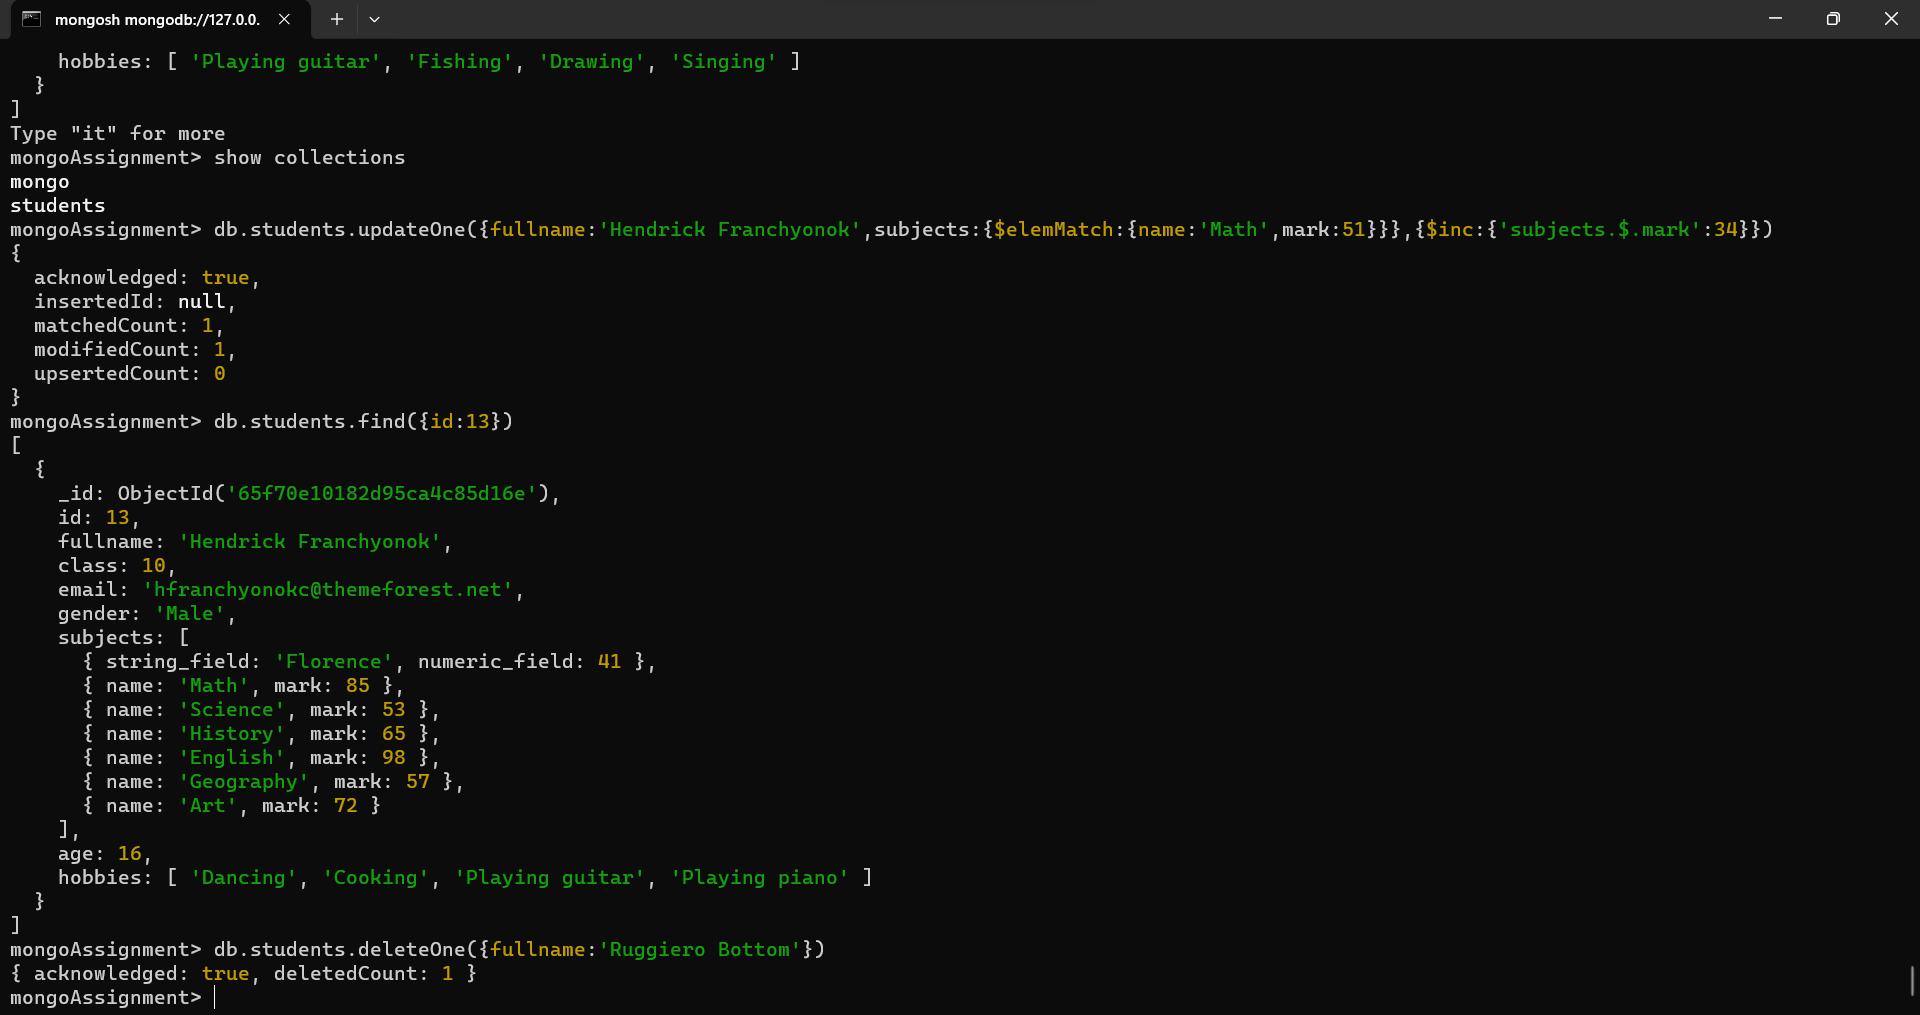 mongosh mongodb://127.0.0.
    hobbies: [ 'Playing guitar', 'Fishing', 'Drawing', 'Singing' ]
  }
]
Type "it" for more
mongoAssignment> show collections
mongo
students
mongoAssignment> db.students.updateOne({fullname:'Hendrick Franchyonok',subjects:{$elemMatch:{name:'Math',mark:51}}},{$inc:{'subjects.$.mark':34}})
{
  acknowledged: true,
  insertedId: null,
  matchedCount: 1,
  modifiedCount: 1,
  upsertedCount: 0
}
mongoAssignment> db.students.find({id:13})
[
  {
    _id: ObjectId('65f70e10182d95ca4c85d16e'),
    id: 13,
    fullname: 'Hendrick Franchyonok',
    class: 10,
    email: 'hfranchyonokc@themeforest.net',
    gender: 'Male',
    subjects: [
      { string_field: 'Florence', numeric_field: 41 },
      { name: 'Math', mark: 85 },
      { name: 'Science', mark: 53 },
      { name: 'History', mark: 65 },
      { name: 'English', mark: 98 },
      { name: 'Geography', mark: 57 },
      { name: 'Art', mark: 72 }
    ],
    age: 16,
    hobbies: [ 'Dancing', 'Cooking', 'Playing guitar', 'Playing piano' ]
  }
]
mongoAssignment> db.students.deleteOne({fullname:'Ruggiero Bottom'})
{ acknowledged: true, deletedCount: 1 }
mongoAssignment>